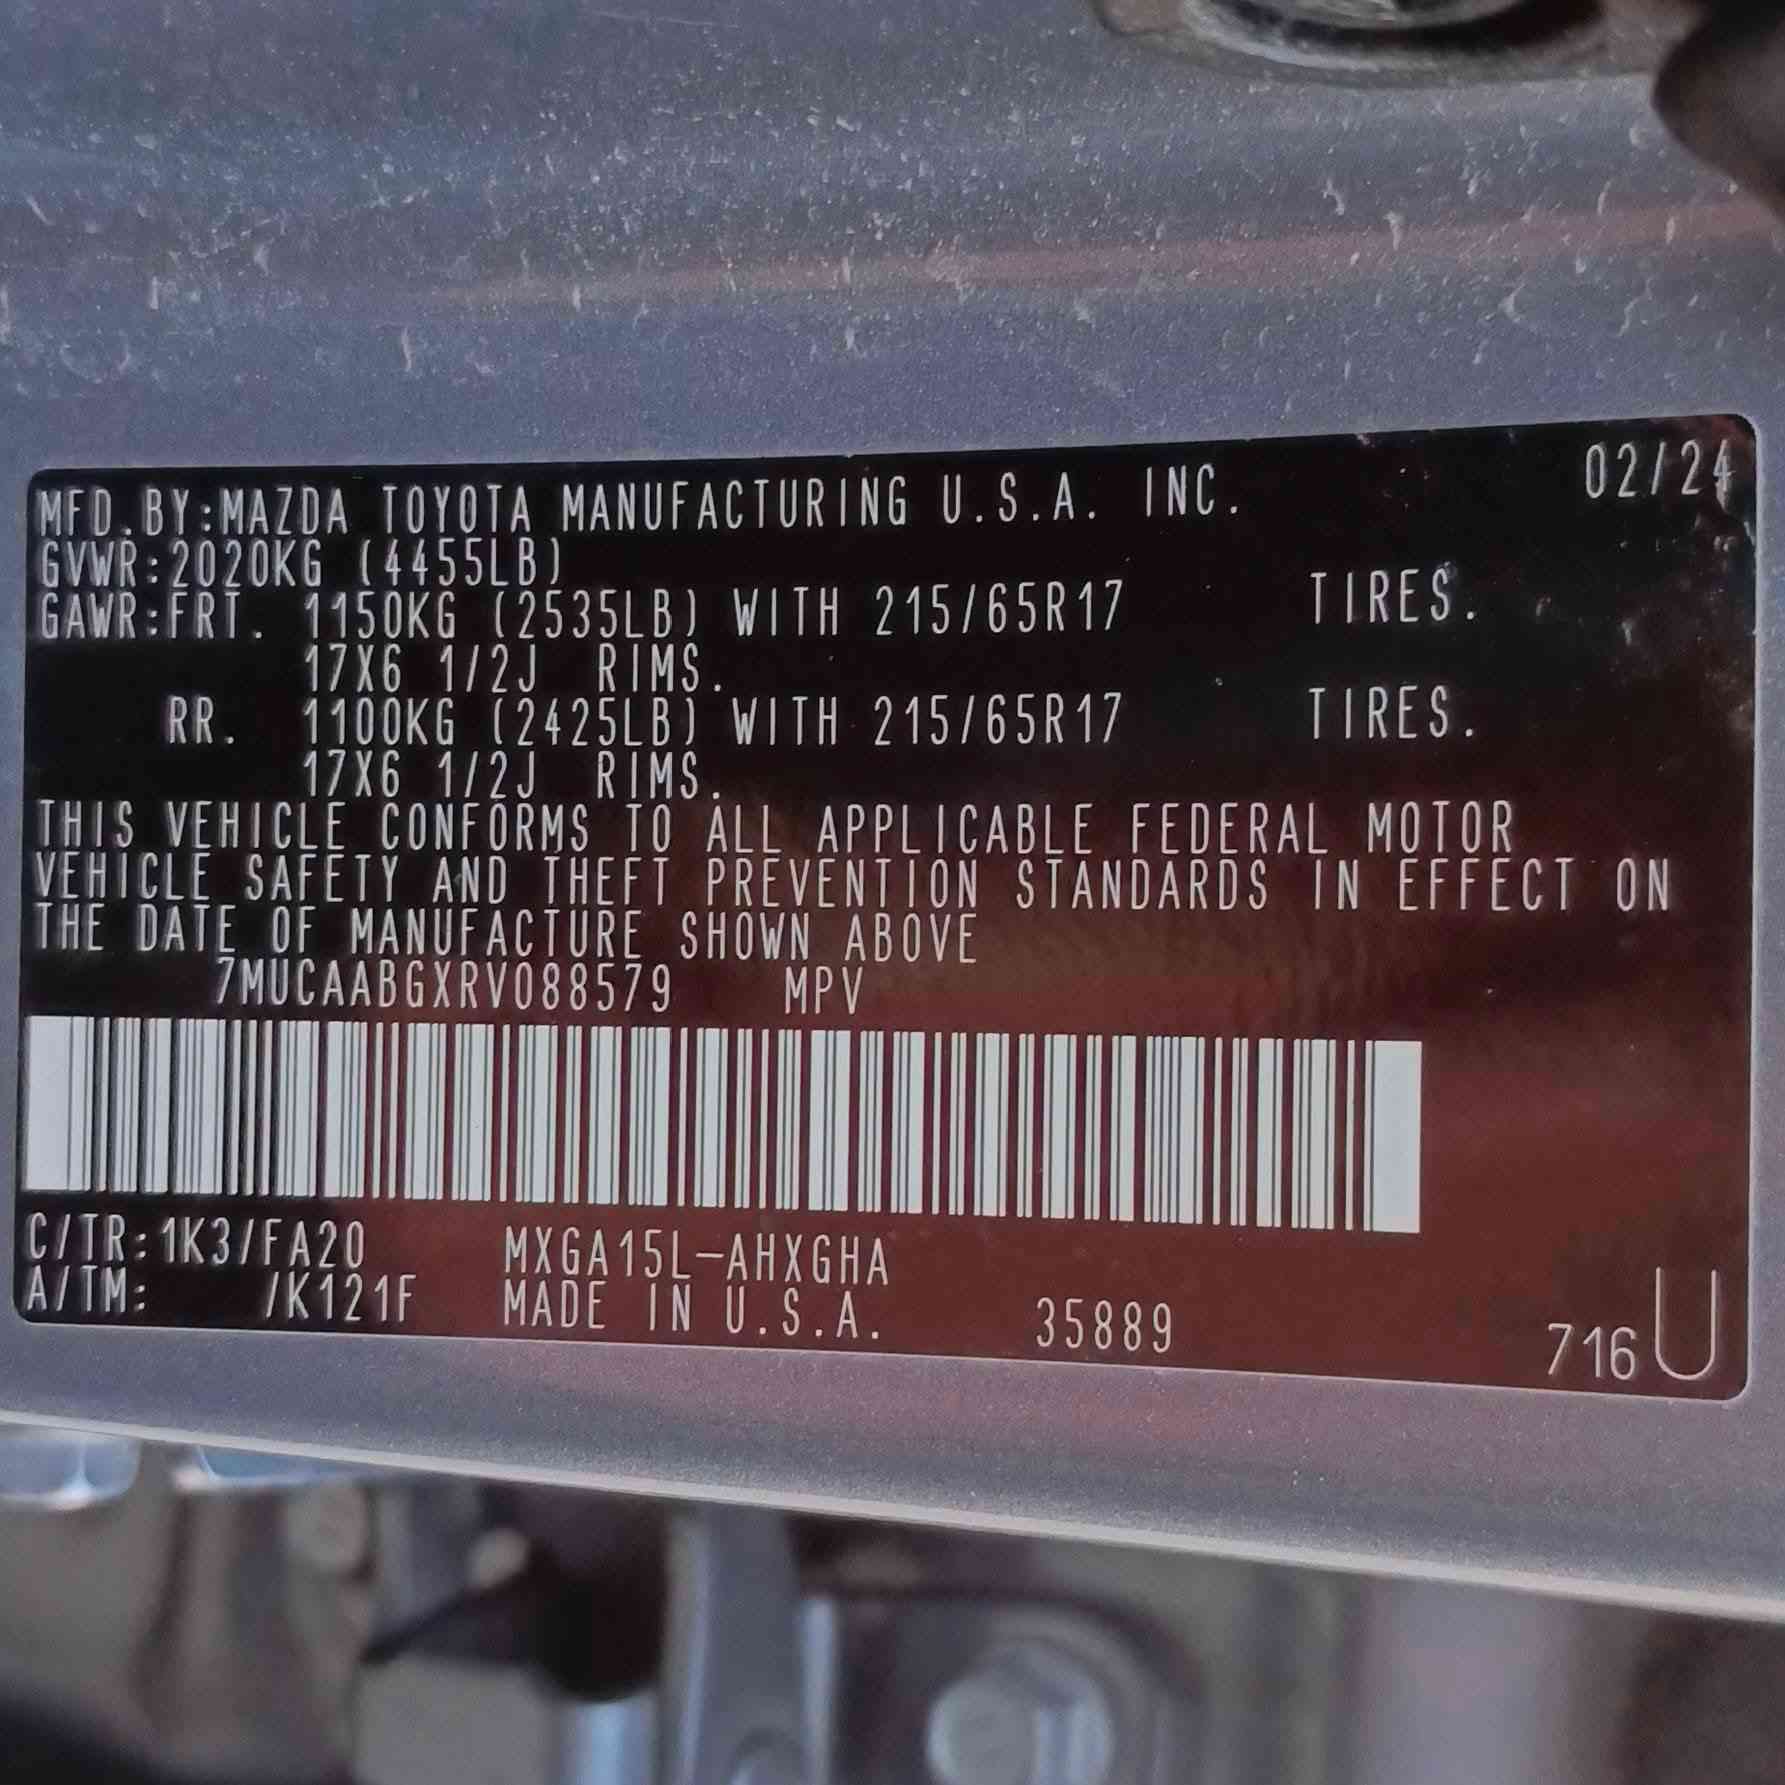 02/24
MFD.BY:MAZDA TOYOTA MANUFACTURING U.S.A. INC.
GVWR:2020KG (4455LB)
GAWR:FRT. 1150KG (2535LB) WITH 215/65R17 TIRES.
17X6 1/2J RIMS.
RR. 1100KG (2425LB) WITH 215/65R17 TIRES.
17X6 1/2J RIMS.
THIS VEHICLE CONFORMS TO ALL APPLICABLE FEDERAL MOTOR
VEHICLE SAFETY AND THEFT PREVENTION STANDARDS IN EFFECT ON
THE DATE OF MANUFACTURE SHOWN ABOVE
7MUCAABGXRV088579 MPV
C/TR:1K3/FA20 MXGA15L-AHXGHA
A/TM: /K121F MADE IN U.S.A. 35889
716 U